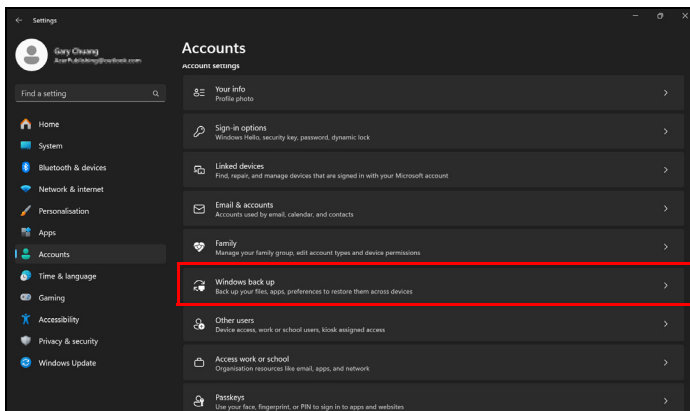 Settings
Gary Chuang
Find a setting
Home
System
Bluetooth & devices
Network & internet
Personalisation
Apps
Accounts
Time & language
Gaming
Accessibility
Privacy & security
Windows Update
Accounts
Account settings
Your info
Profile photo
Sign-in options
Windows Hello, security key, password, dynamic lock
Linked devices
Find, repair, and manage devices that are signed in with your Microsoft account
Email & accounts
Accounts used by email, calendar, and contacts
Family
Manage your family group, edit account types and device permissions
Windows back up
Back up your files, apps, preferences to restore them across devices
Other users
Device access, work or school users, kiosk assigned access
Access work or school
Organisation resources like email, apps, and network
Passkeys
Use your face, fingerprint, or PIN to sign in to apps and websites